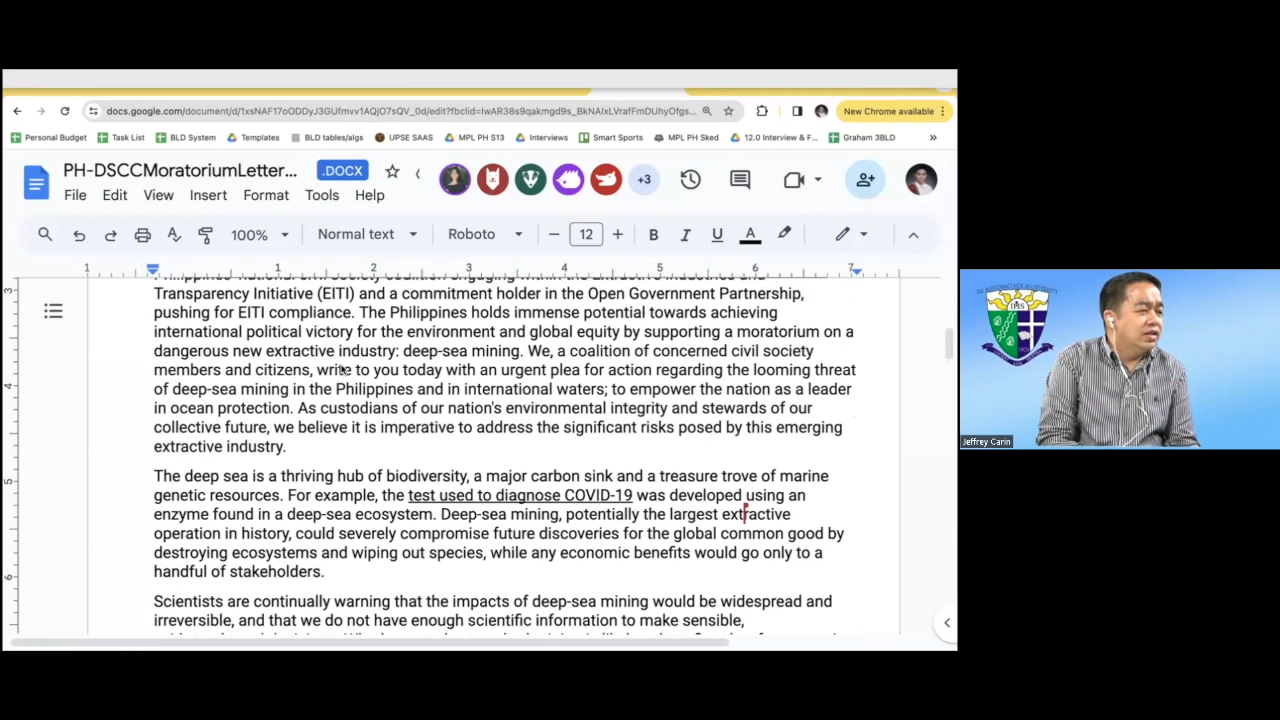 docs.google.com/document/d/1xsNAF17oODDyJ3GUfmvv1AQjO7sQV_0d/edit?fbclid=IwAR38s9qakmgd9s_BkNAlxLVrafFmDUhyOfgs...
New Chrome available
Personal Budget
Task List
BLD System
Templates
BLD tables/algs
UPSE SAAS
MPL PH S13
Interviews
Smart Sports
MPL PH Sked
12.0 Interview & F...
Graham 3BLD
»
PH-DSCCMoratoriumLetter...
.DOCX
+3
File Edit View Insert Format Tools Help
100% Normal text Roboto – 12 + B I U A
1 1 2 3 4 5 6 7
3
4
5
6
Transparency Initiative (EITI) and a commitment holder in the Open Government Partnership,
pushing for EITI compliance. The Philippines holds immense potential towards achieving
international political victory for the environment and global equity by supporting a moratorium on a
dangerous new extractive industry: deep-sea mining. We, a coalition of concerned civil society
members and citizens, write to you today with an urgent plea for action regarding the looming threat
of deep-sea mining in the Philippines and in international waters; to empower the nation as a leader
in ocean protection. As custodians of our nation's environmental integrity and stewards of our
collective future, we believe it is imperative to address the significant risks posed by this emerging
extractive industry.
The deep sea is a thriving hub of biodiversity, a major carbon sink and a treasure trove of marine
genetic resources. For example, the test used to diagnose COVID-19 was developed using an
enzyme found in a deep-sea ecosystem. Deep-sea mining, potentially the largest extractive
operation in history, could severely compromise future discoveries for the global common good by
destroying ecosystems and wiping out species, while any economic benefits would go only to a
handful of stakeholders.
Scientists are continually warning that the impacts of deep-sea mining would be widespread and
irreversible, and that we do not have enough scientific information to make sensible,
IHS
Jeffrey Carin